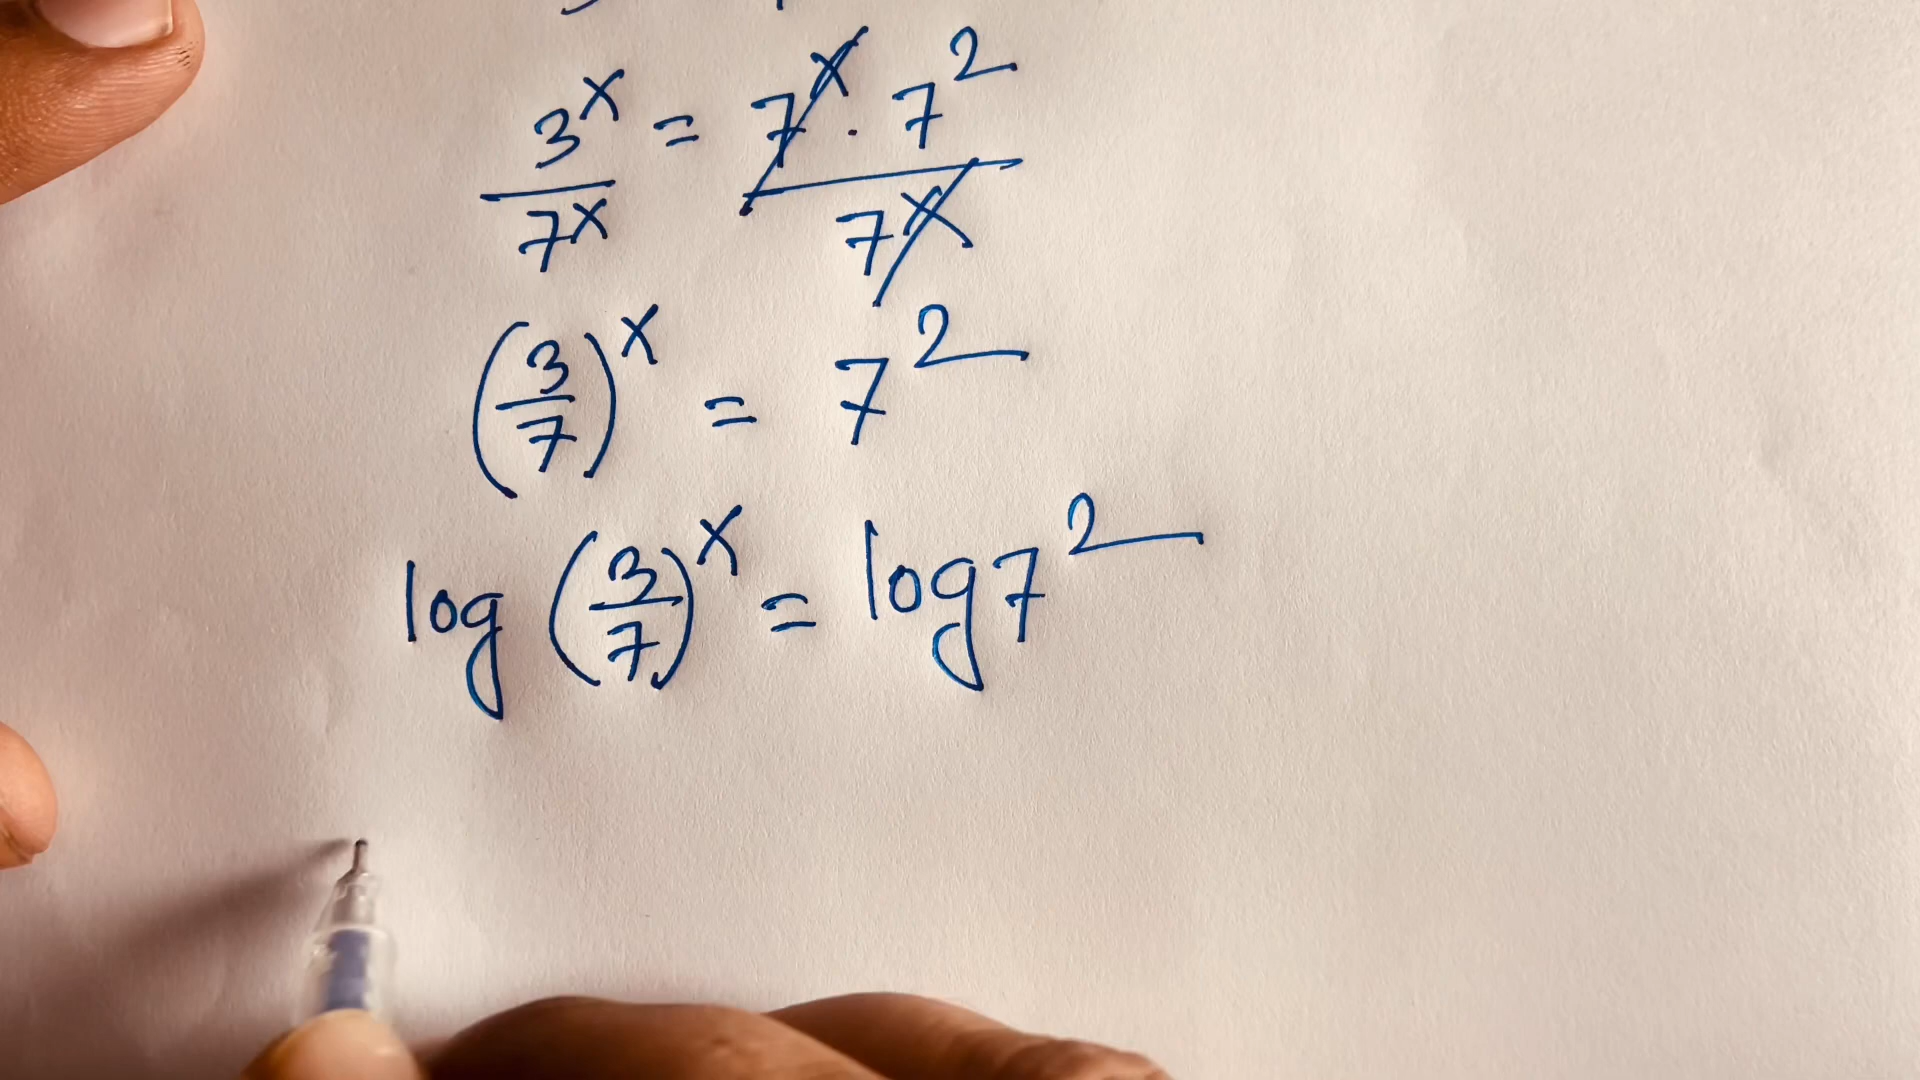 3^x/7^x = 7^x · 7^2/7^x
(3/7)^x = 7^2
log (3/7)^x = log 7^2